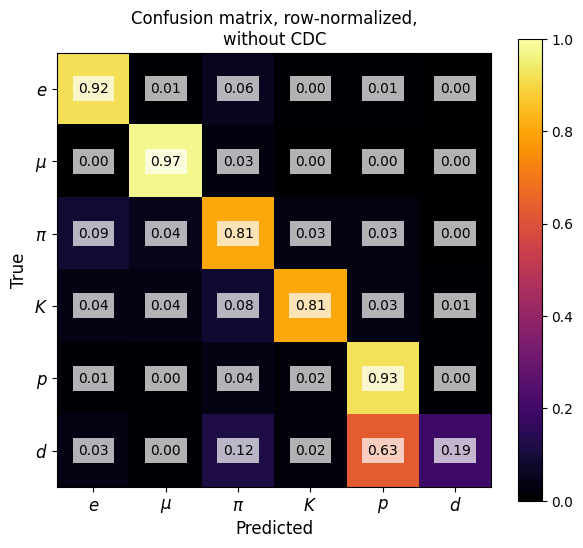 Confusion matrix, row-normalized,
without CDC
True
e 0.92 0.01 0.06 0.00 0.01 0.00
μ 0.00 0.97 0.03 0.00 0.00 0.00
π 0.09 0.04 0.81 0.03 0.03 0.00
K 0.04 0.04 0.08 0.81 0.03 0.01
p 0.01 0.00 0.04 0.02 0.93 0.00
d 0.03 0.00 0.12 0.02 0.63 0.19
e μ π K p d
Predicted
1.0
0.8
0.6
0.4
0.2
0.0